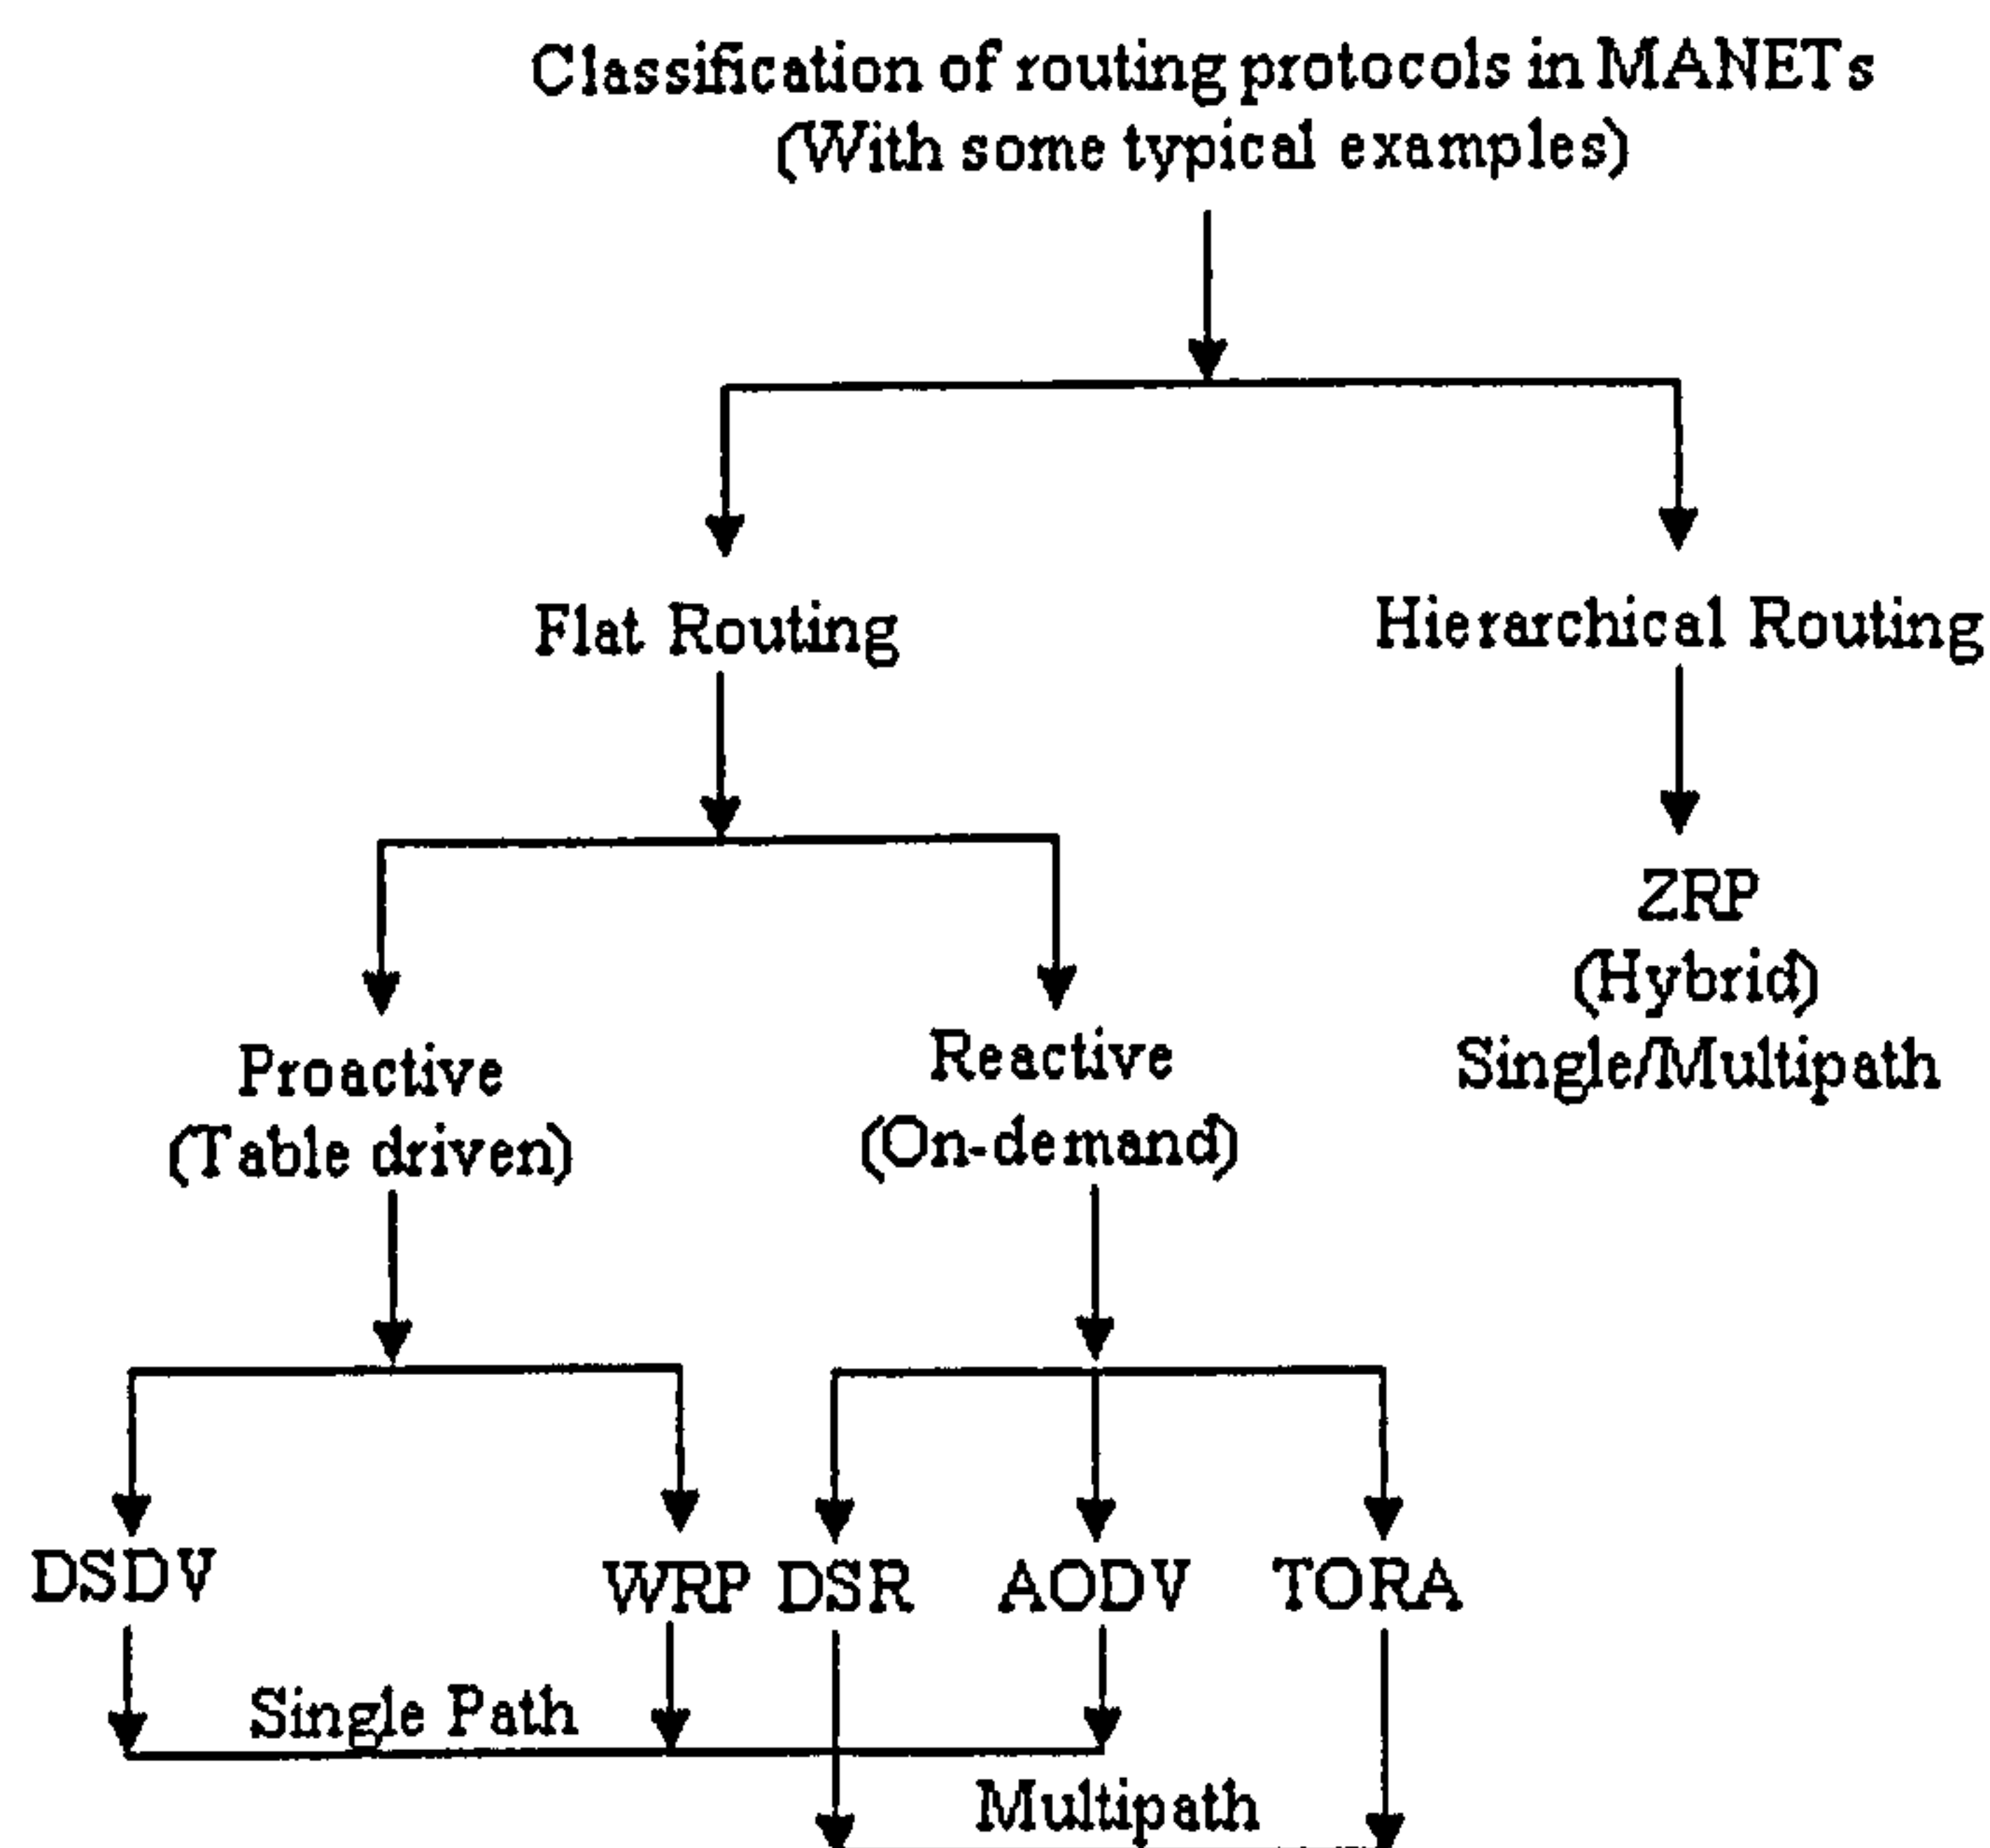 Classification of routing protocols in MANETs
(With some typical examples)
Flat Routing
Hierarchical Routing
ZRP
(Hybrid)
Single/Multipath
Proactive
(Table driven)
Reactive
(On-demand)
DSDV
WRP
DSR
AODV
TORA
Single Path
Multipath